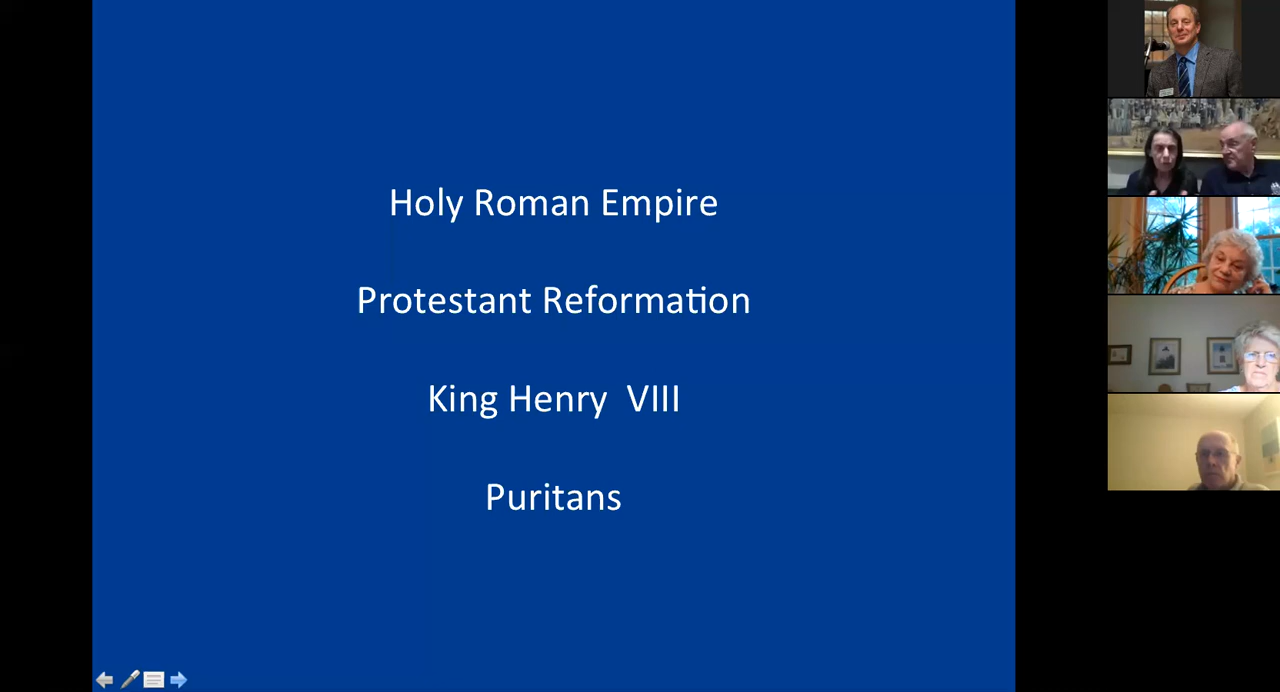 Holy Roman Empire
Protestant Reformation
King Henry  VIII
Puritans